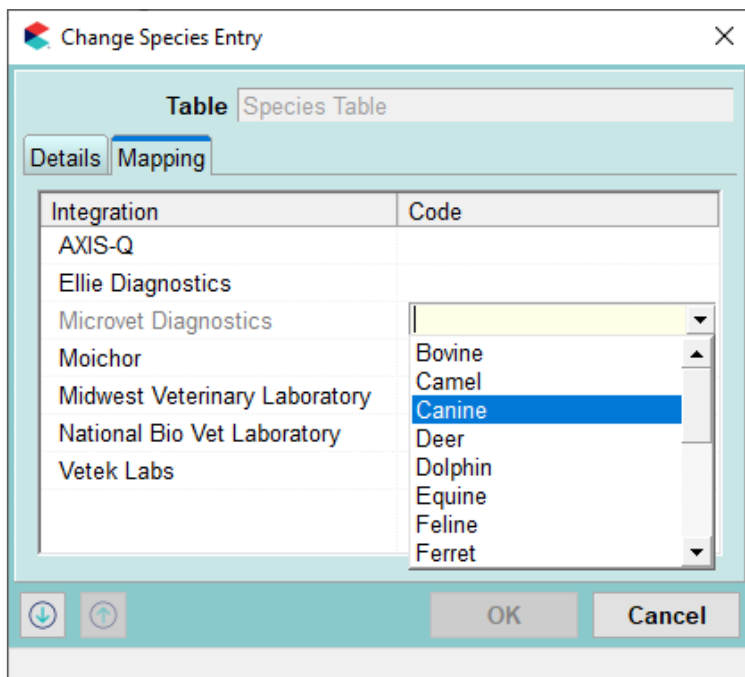 Change Species Entry
Table Species Table
Details Mapping
Integration Code
AXIS-Q
Ellie Diagnostics
Microvet Diagnostics
Bovine
Moichor
Camel
Midwest Veterinary Laboratory
Canine
National Bio Vet Laboratory
Deer
Vetek Labs
Dolphin
Equine
Feline
Ferret
OK Cancel